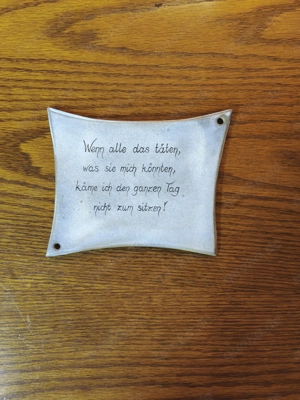 Wenn alle das täten,
was sie mich könnten,
käme ich den ganzen Tag
nicht zum sitzen!